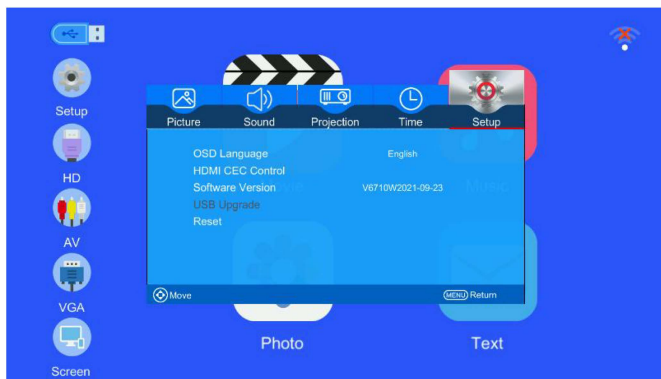 Setup
HD
AV
VGA
Screen
Picture Sound Projection Time Setup
OSD Language English
HDMI CEC Control
Software Version V6710W2021-09-23
USB Upgrade
Reset
Move MENU Return
Photo Text